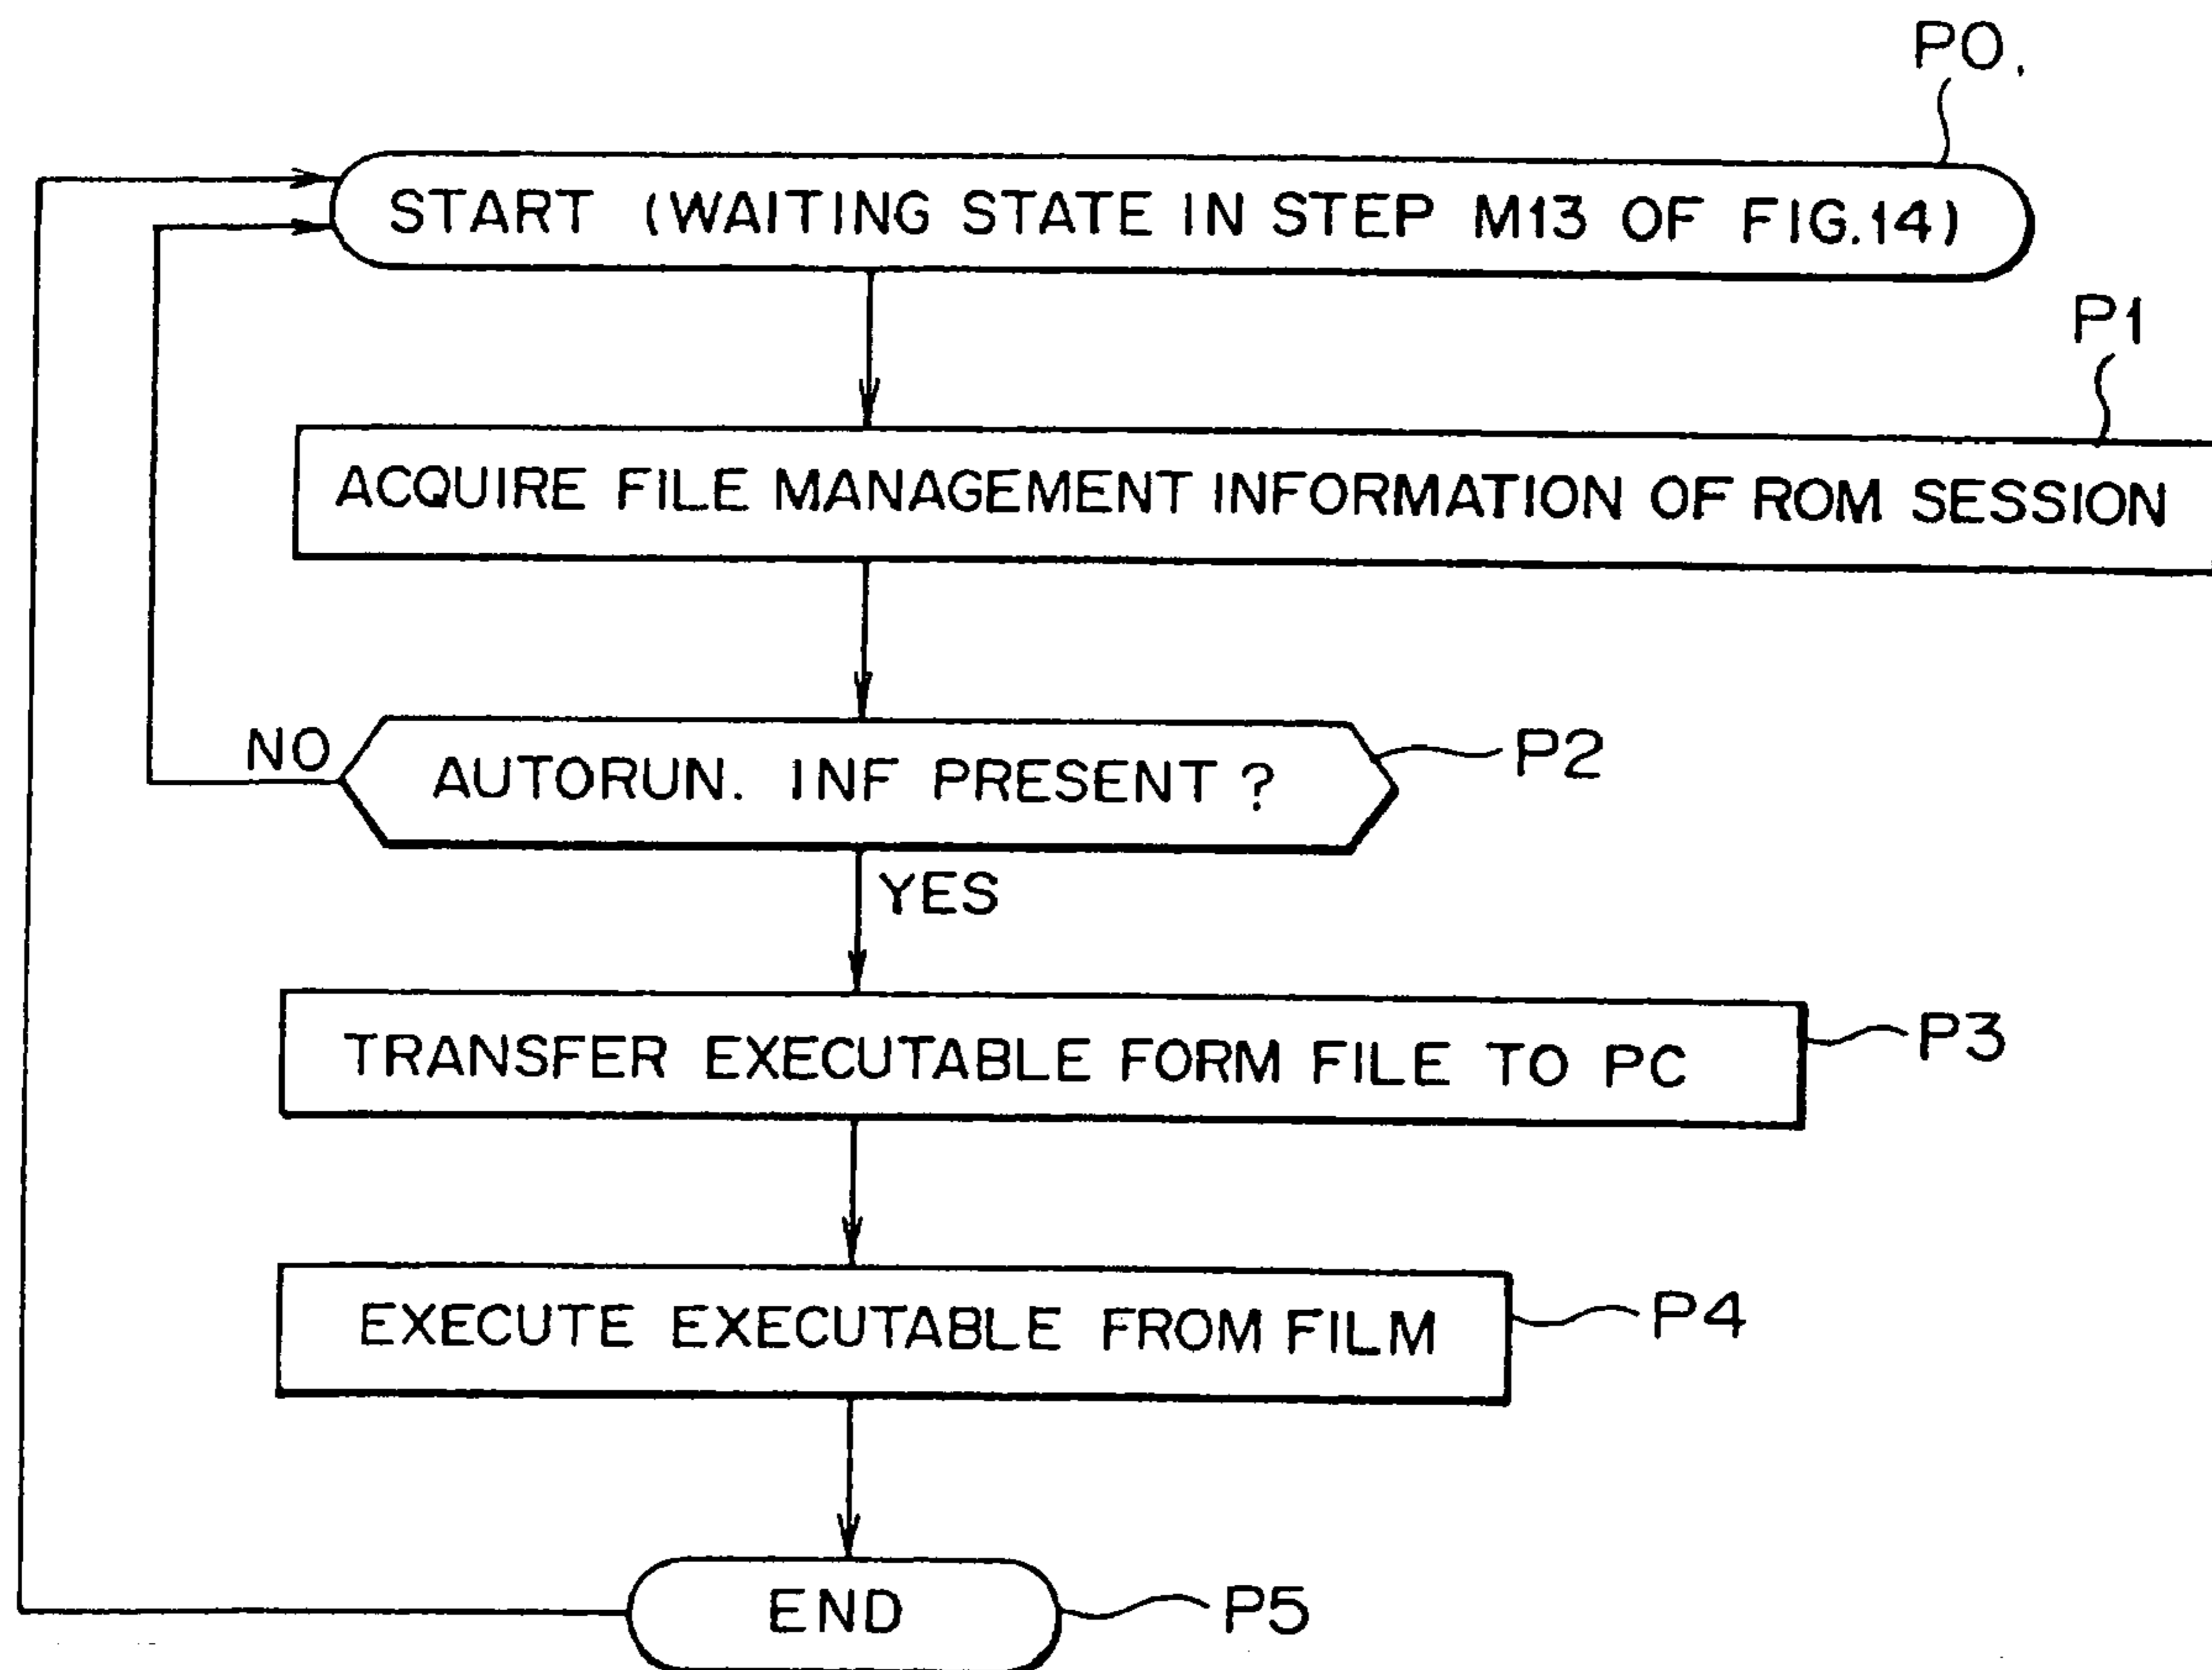 P0.
START (WAITING STATE IN STEP M13 OF FIG.14)
P1
ACQUIRE FILE MANAGEMENT INFORMATION OF ROM SESSION
NO
AUTORUN. INF PRESENT ?
P2
YES
TRANSFER EXECUTABLE FORM FILE TO PC
P3
EXECUTE EXECUTABLE FROM FILM
P4
END
P5